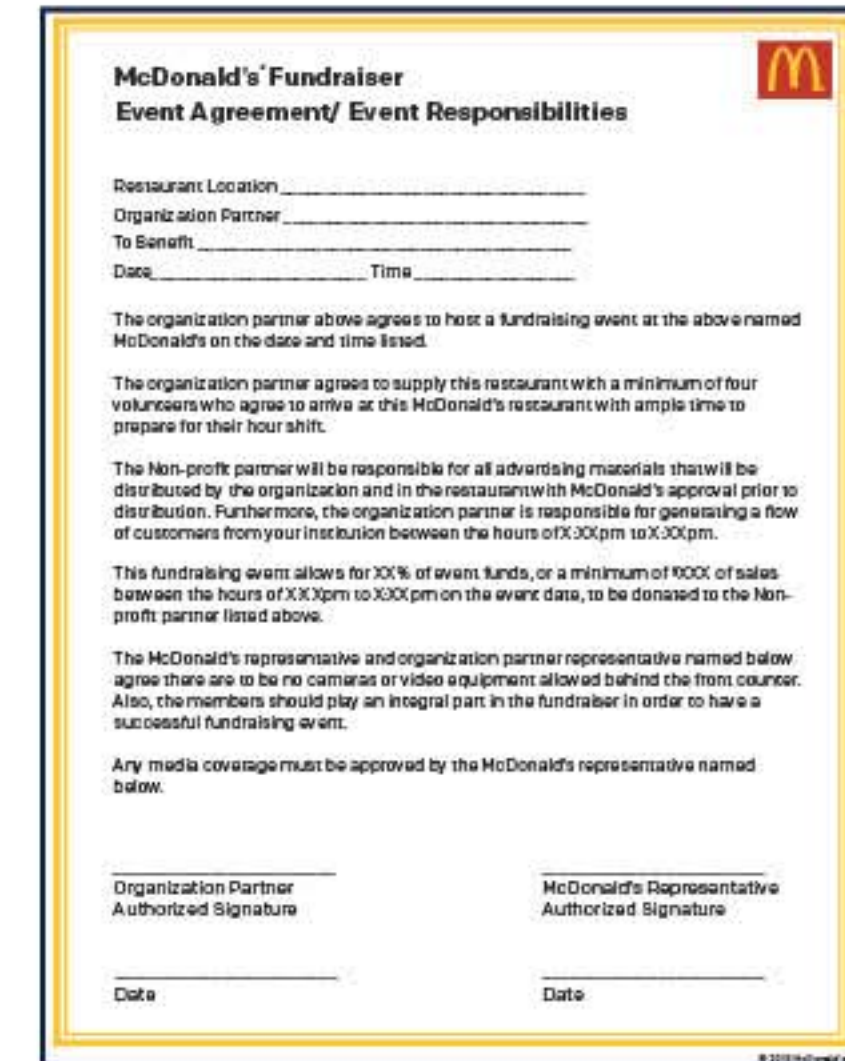 McDonald's® Fundraiser
Event Agreement/ Event Responsibilities
Restaurant Location
Organization Partner
To Benefit
Date Time
The organization partner above agrees to host a fundraising event at the above named
McDonald's on the date and time listed.
The organization partner agrees to supply this restaurant with a minimum of four
volunteers who agree to arrive at this McDonald's restaurant with ample time to
prepare for their hour shift.
The Non-profit partner will be responsible for all advertising materials that will be
distributed by the organization and in the restaurant with McDonald's approval prior to
distribution. Furthermore, the organization partner is responsible for generating a flow
of customers from your institution between the hours of X:XXpm to X:XXpm.
This fundraising event allows for XX% of event funds, or a minimum of $XXX of sales
between the hours of X:XXpm to X:XXpm on the event date, to be donated to the Non-
profit partner listed above.
The McDonald's representative and organization partner representative named below
agree there are to be no cameras or video equipment allowed behind the front counter.
Also, the members should play an integral part in the fundraiser in order to have a
successful fundraising event.
Any media coverage must be approved by the McDonald's representative named
below.
Organization Partner McDonald's Representative
Authorized Signature Authorized Signature
Date Date